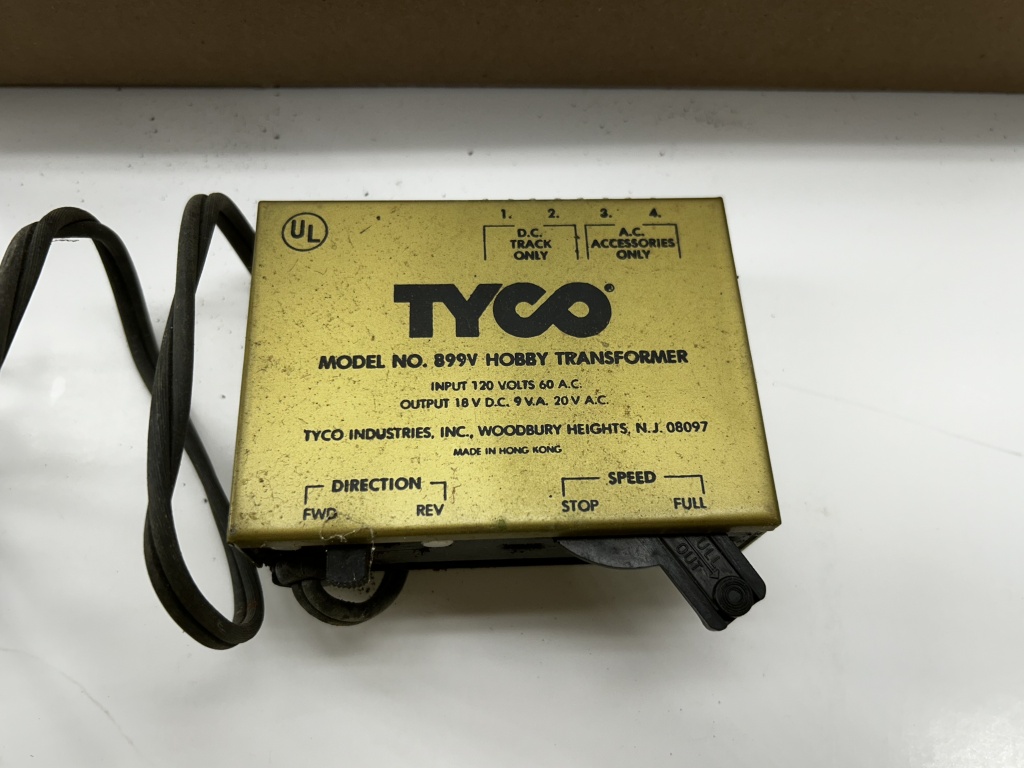 UL
1. 2. 3. 4.
D.C. TRACK ONLY
A.C. ACCESSORIES ONLY
TYCO®
MODEL NO. 899V HOBBY TRANSFORMER
INPUT 120 VOLTS 60 A.C.
OUTPUT 18 V D.C. 9 V.A. 20 V A.C.
TYCO INDUSTRIES, INC., WOODBURY HEIGHTS, N.J. 08097
MADE IN HONG KONG
DIRECTION
FWD REV
SPEED
STOP FULL
OUT